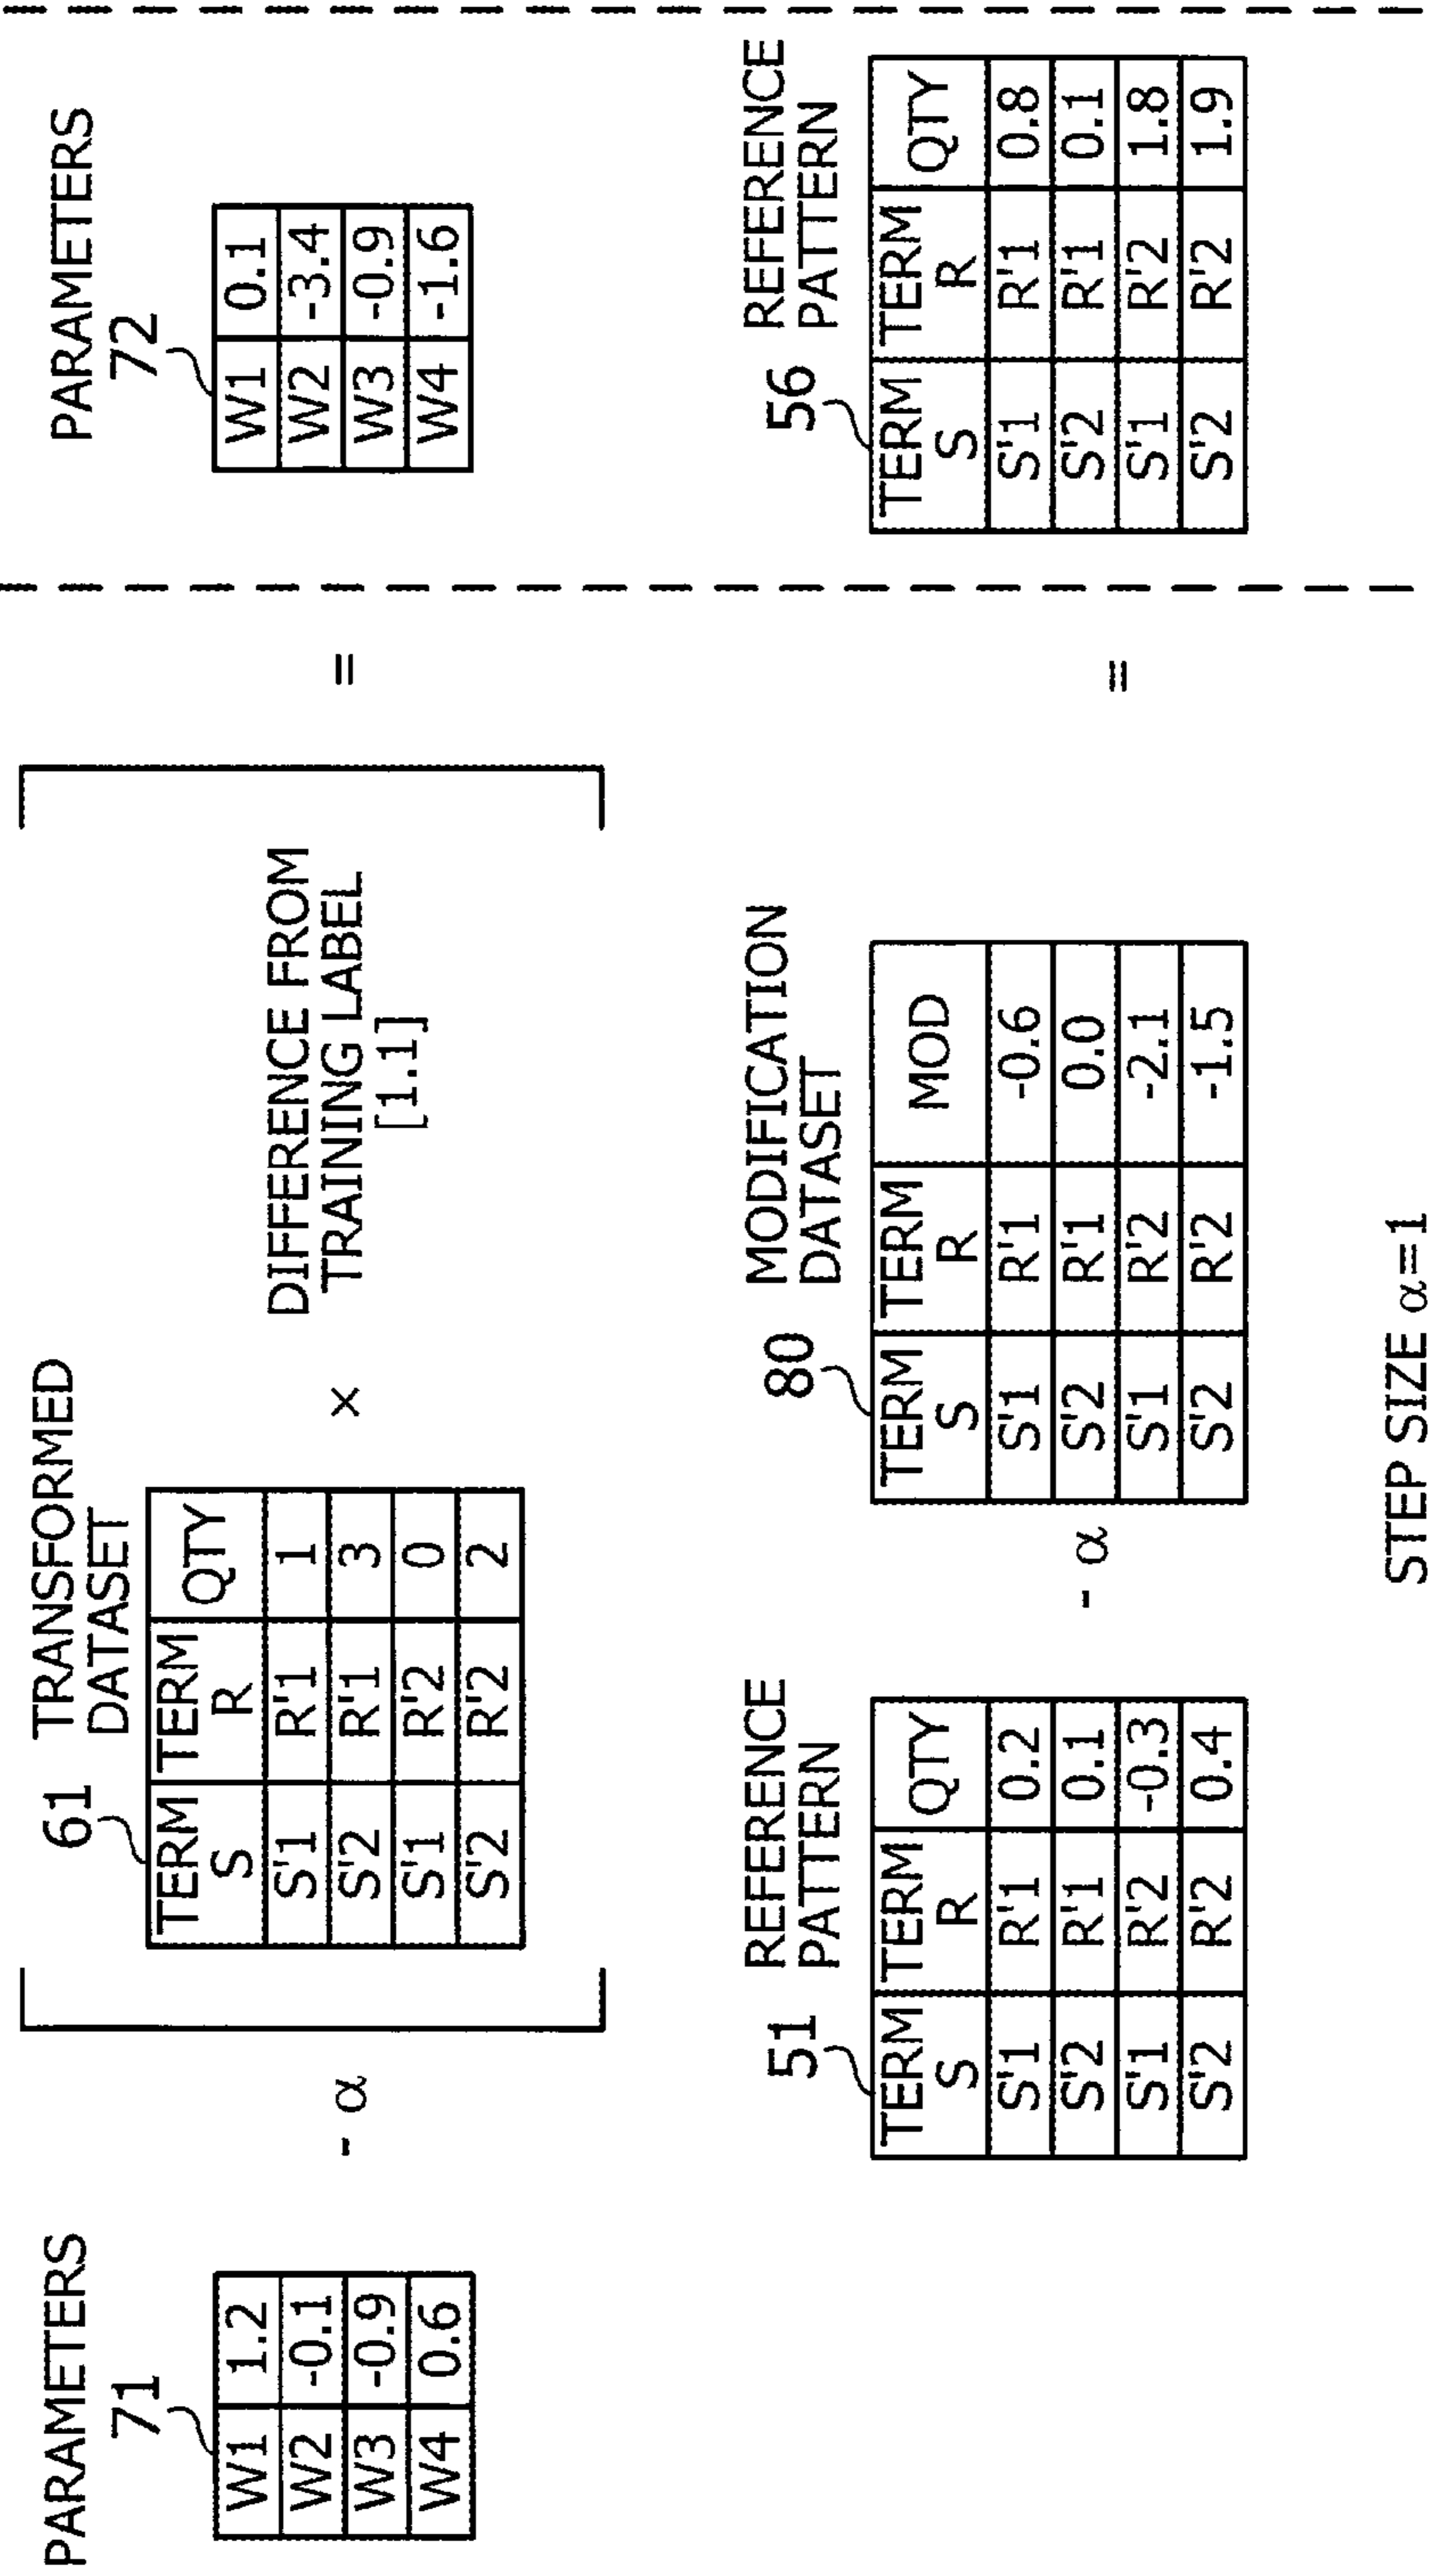 PARAMETERS
71
W1 1.2
W2 -0.1
W3 -0.9
W4 0.6
- α
61 TRANSFORMED
DATASET
TERM S TERM R QTY
S'1 R'1 1
S'2 R'1 3
S'1 R'2 0
S'2 R'2 2
×
DIFFERENCE FROM
TRAINING LABEL
[1.1]
=
PARAMETERS
72
W1 0.1
W2 -3.4
W3 -0.9
W4 -1.6
51 REFERENCE
PATTERN
TERM S TERM R QTY
S'1 R'1 0.2
S'2 R'1 0.1
S'1 R'2 -0.3
S'2 R'2 0.4
- α
80 MODIFICATION
DATASET
TERM S TERM R MOD
S'1 R'1 -0.6
S'2 R'1 0.0
S'1 R'2 -2.1
S'2 R'2 -1.5
=
56 REFERENCE
PATTERN
TERM S TERM R QTY
S'1 R'1 0.8
S'2 R'1 0.1
S'1 R'2 1.8
S'2 R'2 1.9
STEP SIZE α=1